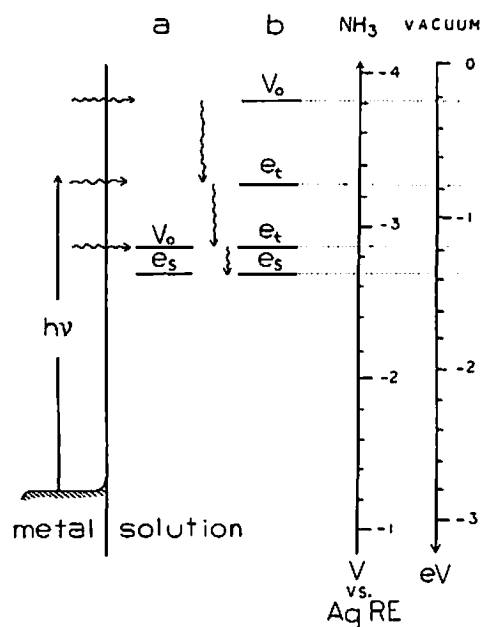 a b NH₃ VACUUM
0
-4
V₀
eₜ
-1
-3
V₀ eₜ
eₛ eₛ
hν
-2
-2
-1
-3
metal solution
V eV
vs.
Ag RE